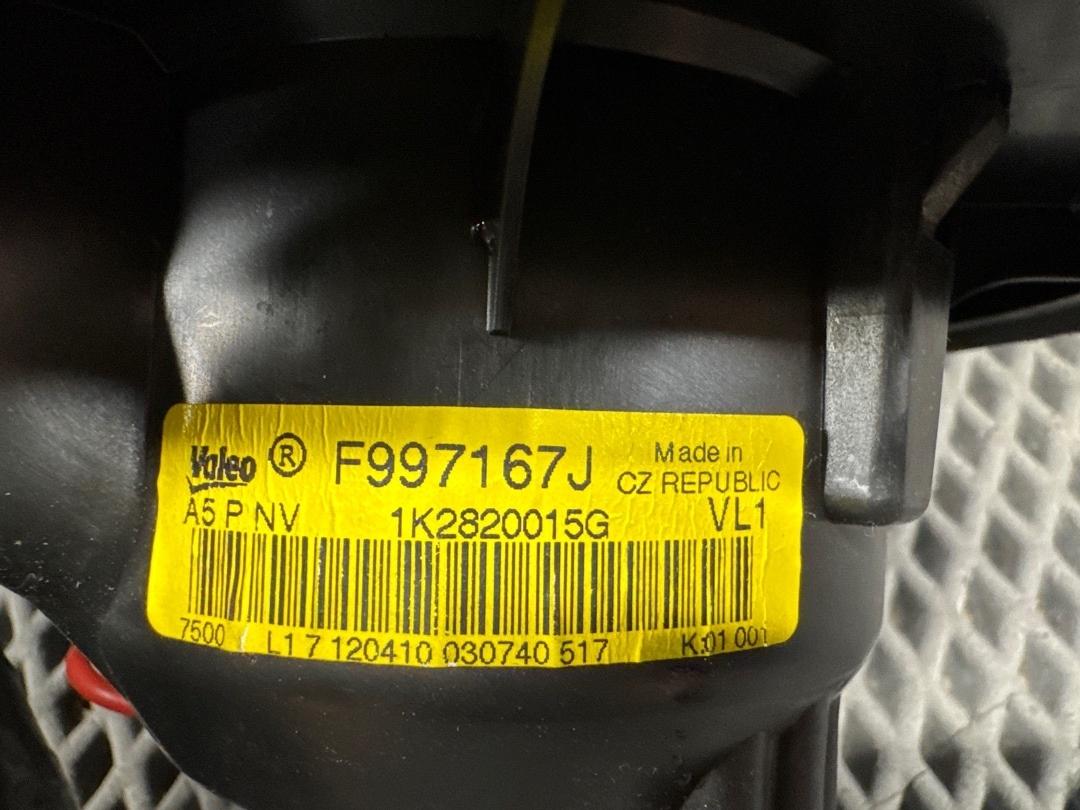 Valeo ® F997167J Made in
CZ REPUBLIC
A5 P NV 1K2820015G VL1
7500 L1 7 120410 030740 517 K:01 001